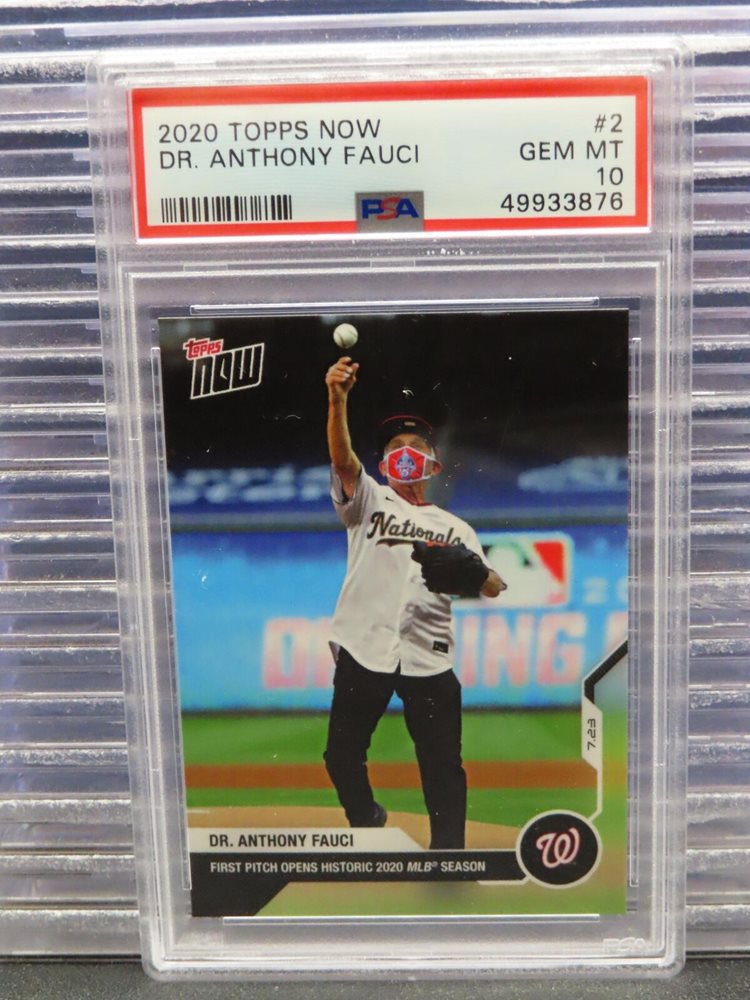 2020 TOPPS NOW #2
DR. ANTHONY FAUCI GEM MT
10
PSA 49933876
topps
NOW
Nationals
OPENING
7.23
DR. ANTHONY FAUCI
W
FIRST PITCH OPENS HISTORIC 2020 MLB® SEASON